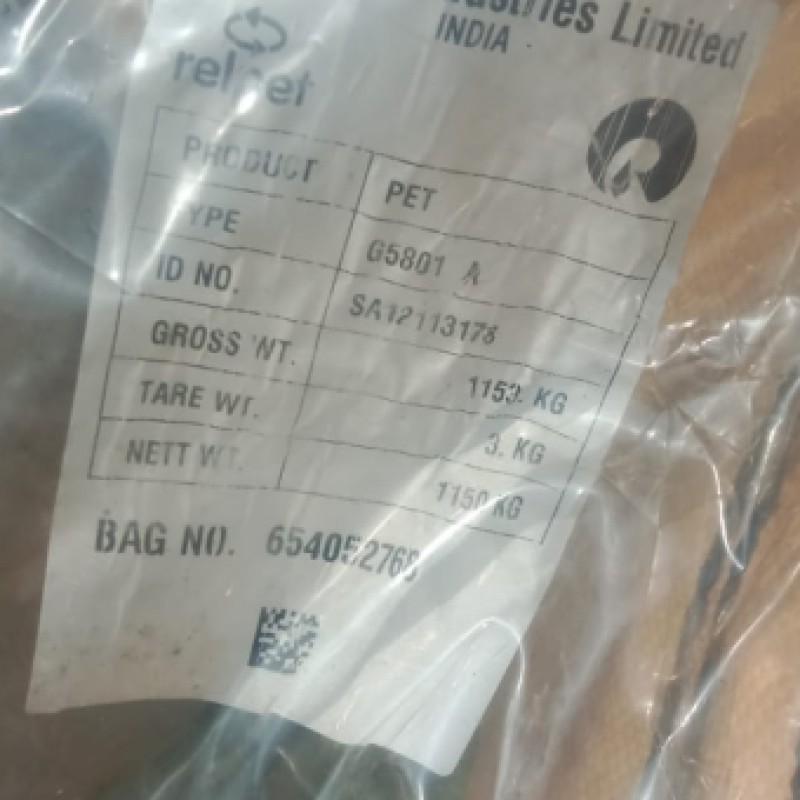 Limited
INDIA
relpet
PRODUCT PET
TYPE G5801 A
ID NO.
GROSS WT. 1153. KG
TARE WT. 3. KG
NETT WT. 1150 KG
BAG NO.